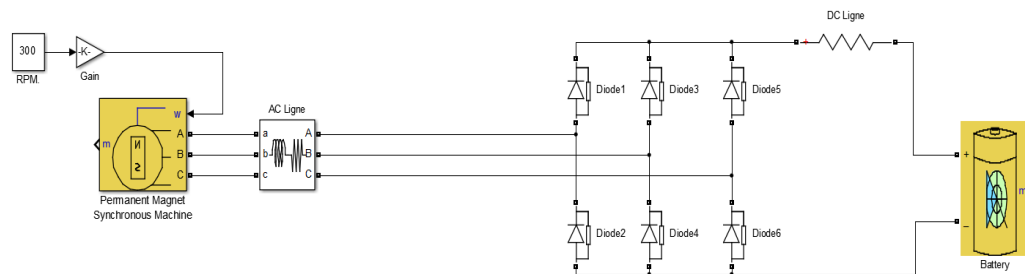 DC Ligne
300
RPM.
-K-
Gain
AC Ligne
Diode1
Diode3
Diode5
w
m
N
S
A
B
C
a
b
c
A
B
C
+
+
m
−
Permanent Magnet
Synchronous Machine
Diode2
Diode4
Diode6
Battery